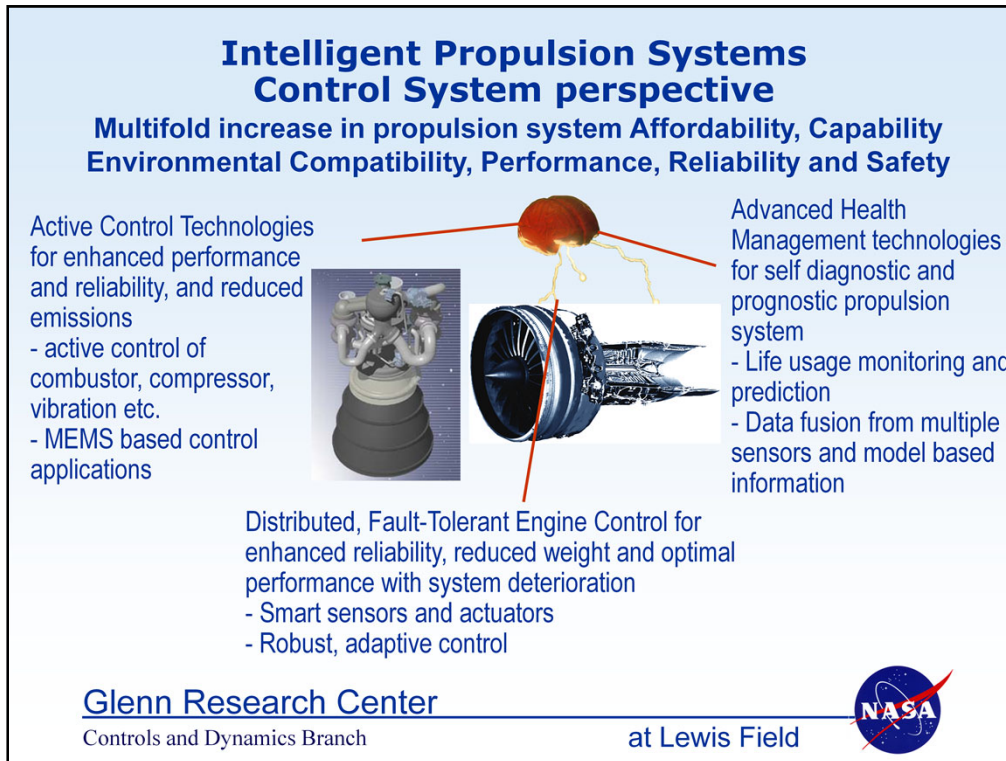 Intelligent Propulsion Systems
Control System perspective
Multifold increase in propulsion system Affordability, Capability
Environmental Compatibility, Performance, Reliability and Safety
Active Control Technologies
for enhanced performance
and reliability, and reduced
emissions
- active control of
combustor, compressor,
vibration etc.
- MEMS based control
applications
Advanced Health
Management technologies
for self diagnostic and
prognostic propulsion
system
- Life usage monitoring and
prediction
- Data fusion from multiple
sensors and model based
information
Distributed, Fault-Tolerant Engine Control for
enhanced reliability, reduced weight and optimal
performance with system deterioration
- Smart sensors and actuators
- Robust, adaptive control
Glenn Research Center
Controls and Dynamics Branch
at Lewis Field
NASA